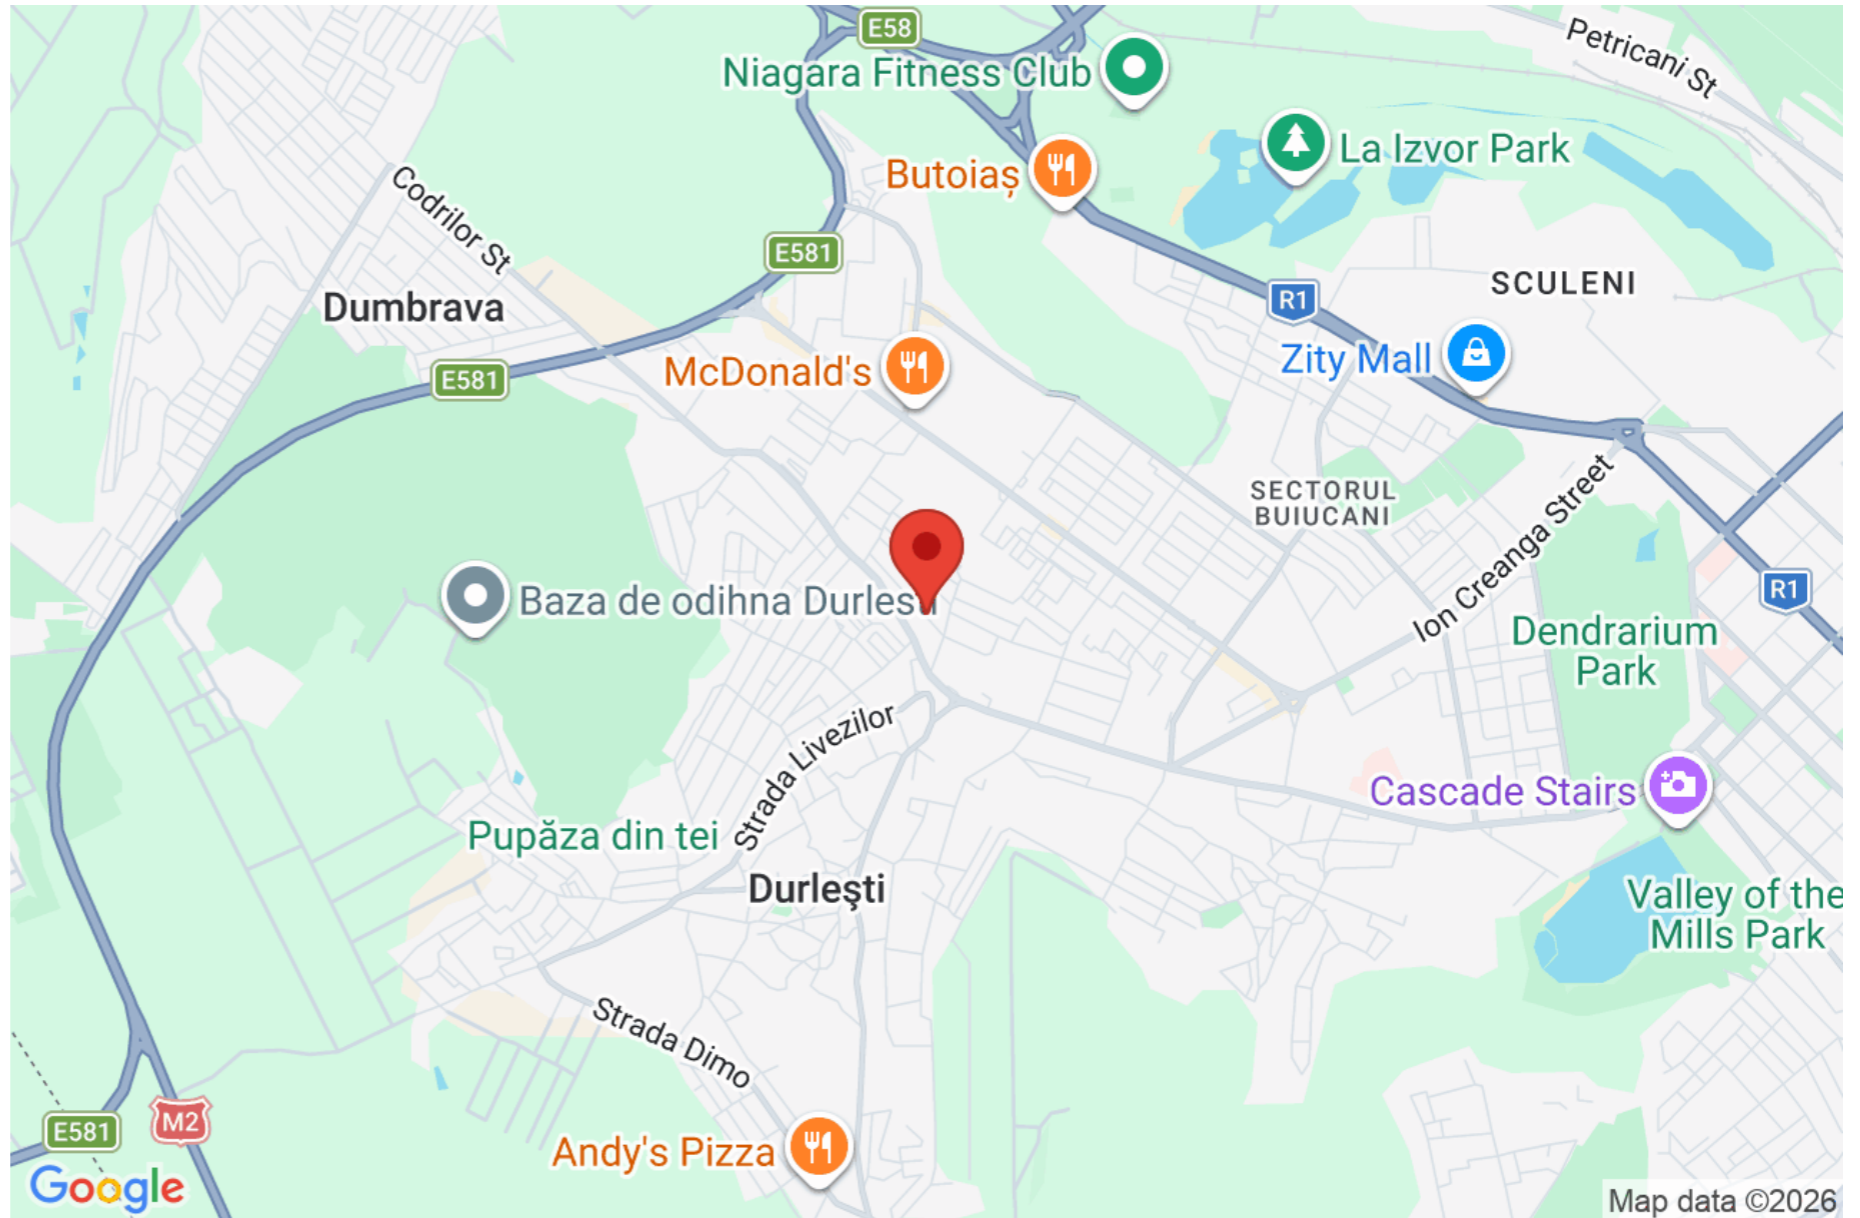 E58
Petricani St
Niagara Fitness Club
La Izvor Park
Butoiaș
Codrilor St
E581
SCULENI
R1
Dumbrava
Zity Mall
McDonald's
E581
SECTORUL
BUIUCANI
Ion Creanga Street
R1
Baza de odihna Durlesti
Dendrarium
Park
Strada Livezilor
Cascade Stairs
Pupăza din tei
Durleşti
Valley of the
Mills Park
Strada Dimo
M2
E581
Andy's Pizza
Google
Map data ©2026